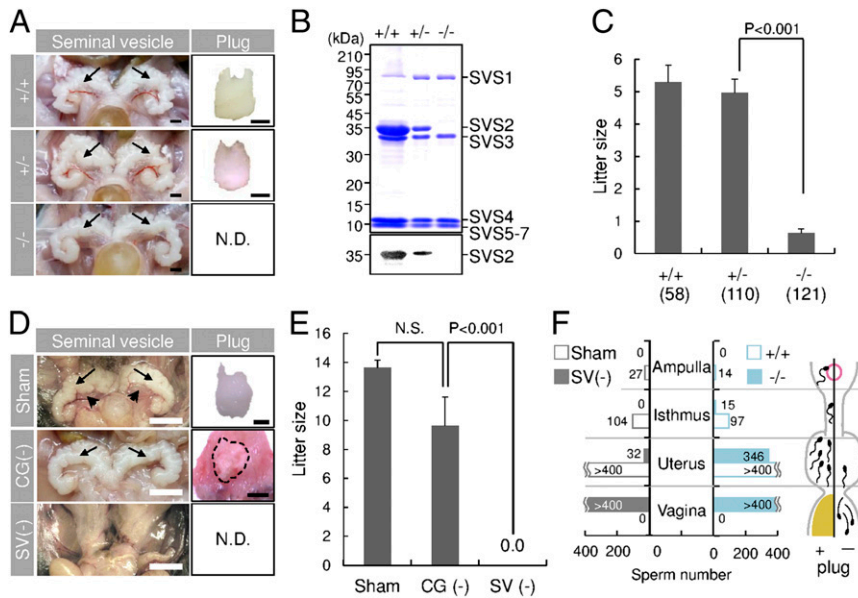 A
Seminal vesicle Plug
+/+
+/-
-/-
N.D.
B
+/+ +/- -/-
(kDa)
210
95
70
55
45
35
30
20
15
10
35
SVS1
SVS2
SVS3
SVS4
SVS5-7
SVS2
C
P<0.001
Litter size
6
5
4
3
2
1
0
+/+ +/- -/-
(58) (110) (121)
D
Seminal vesicle Plug
Sham
CG(-)
SV(-)
N.D.
E
N.S. P<0.001
Litter size
16
14
12
10
8
6
4
2
0
0.0
Sham CG (-) SV (-)
F
Sham
SV(-)
+/+
-/-
0 Ampulla 0
27 14
Isthmus 15
104 97
32 Uterus 346
>400 >400
Vagina >400
0 0
400 200 0 0 200 400
Sperm number
+ −
plug